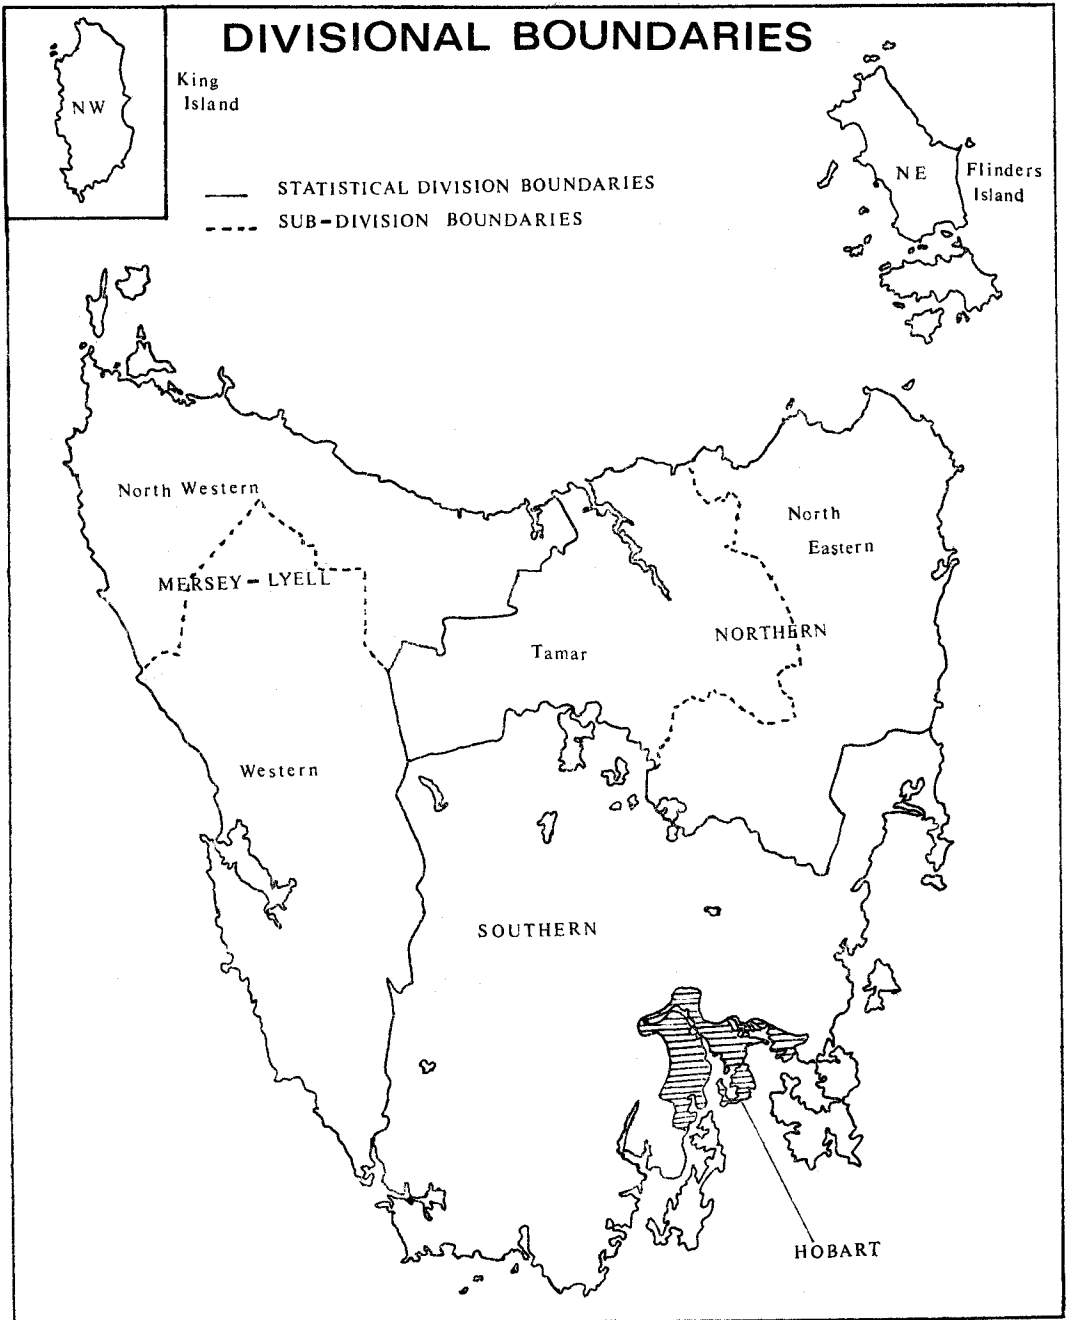 DIVISIONAL BOUNDARIES
King
Island
NW
STATISTICAL DIVISION BOUNDARIES
SUB-DIVISION BOUNDARIES
NE
Flinders
Island
North Western
North
Eastern
MERSEY-LYELL
NORTHERN
Tamar
Western
SOUTHERN
HOBART